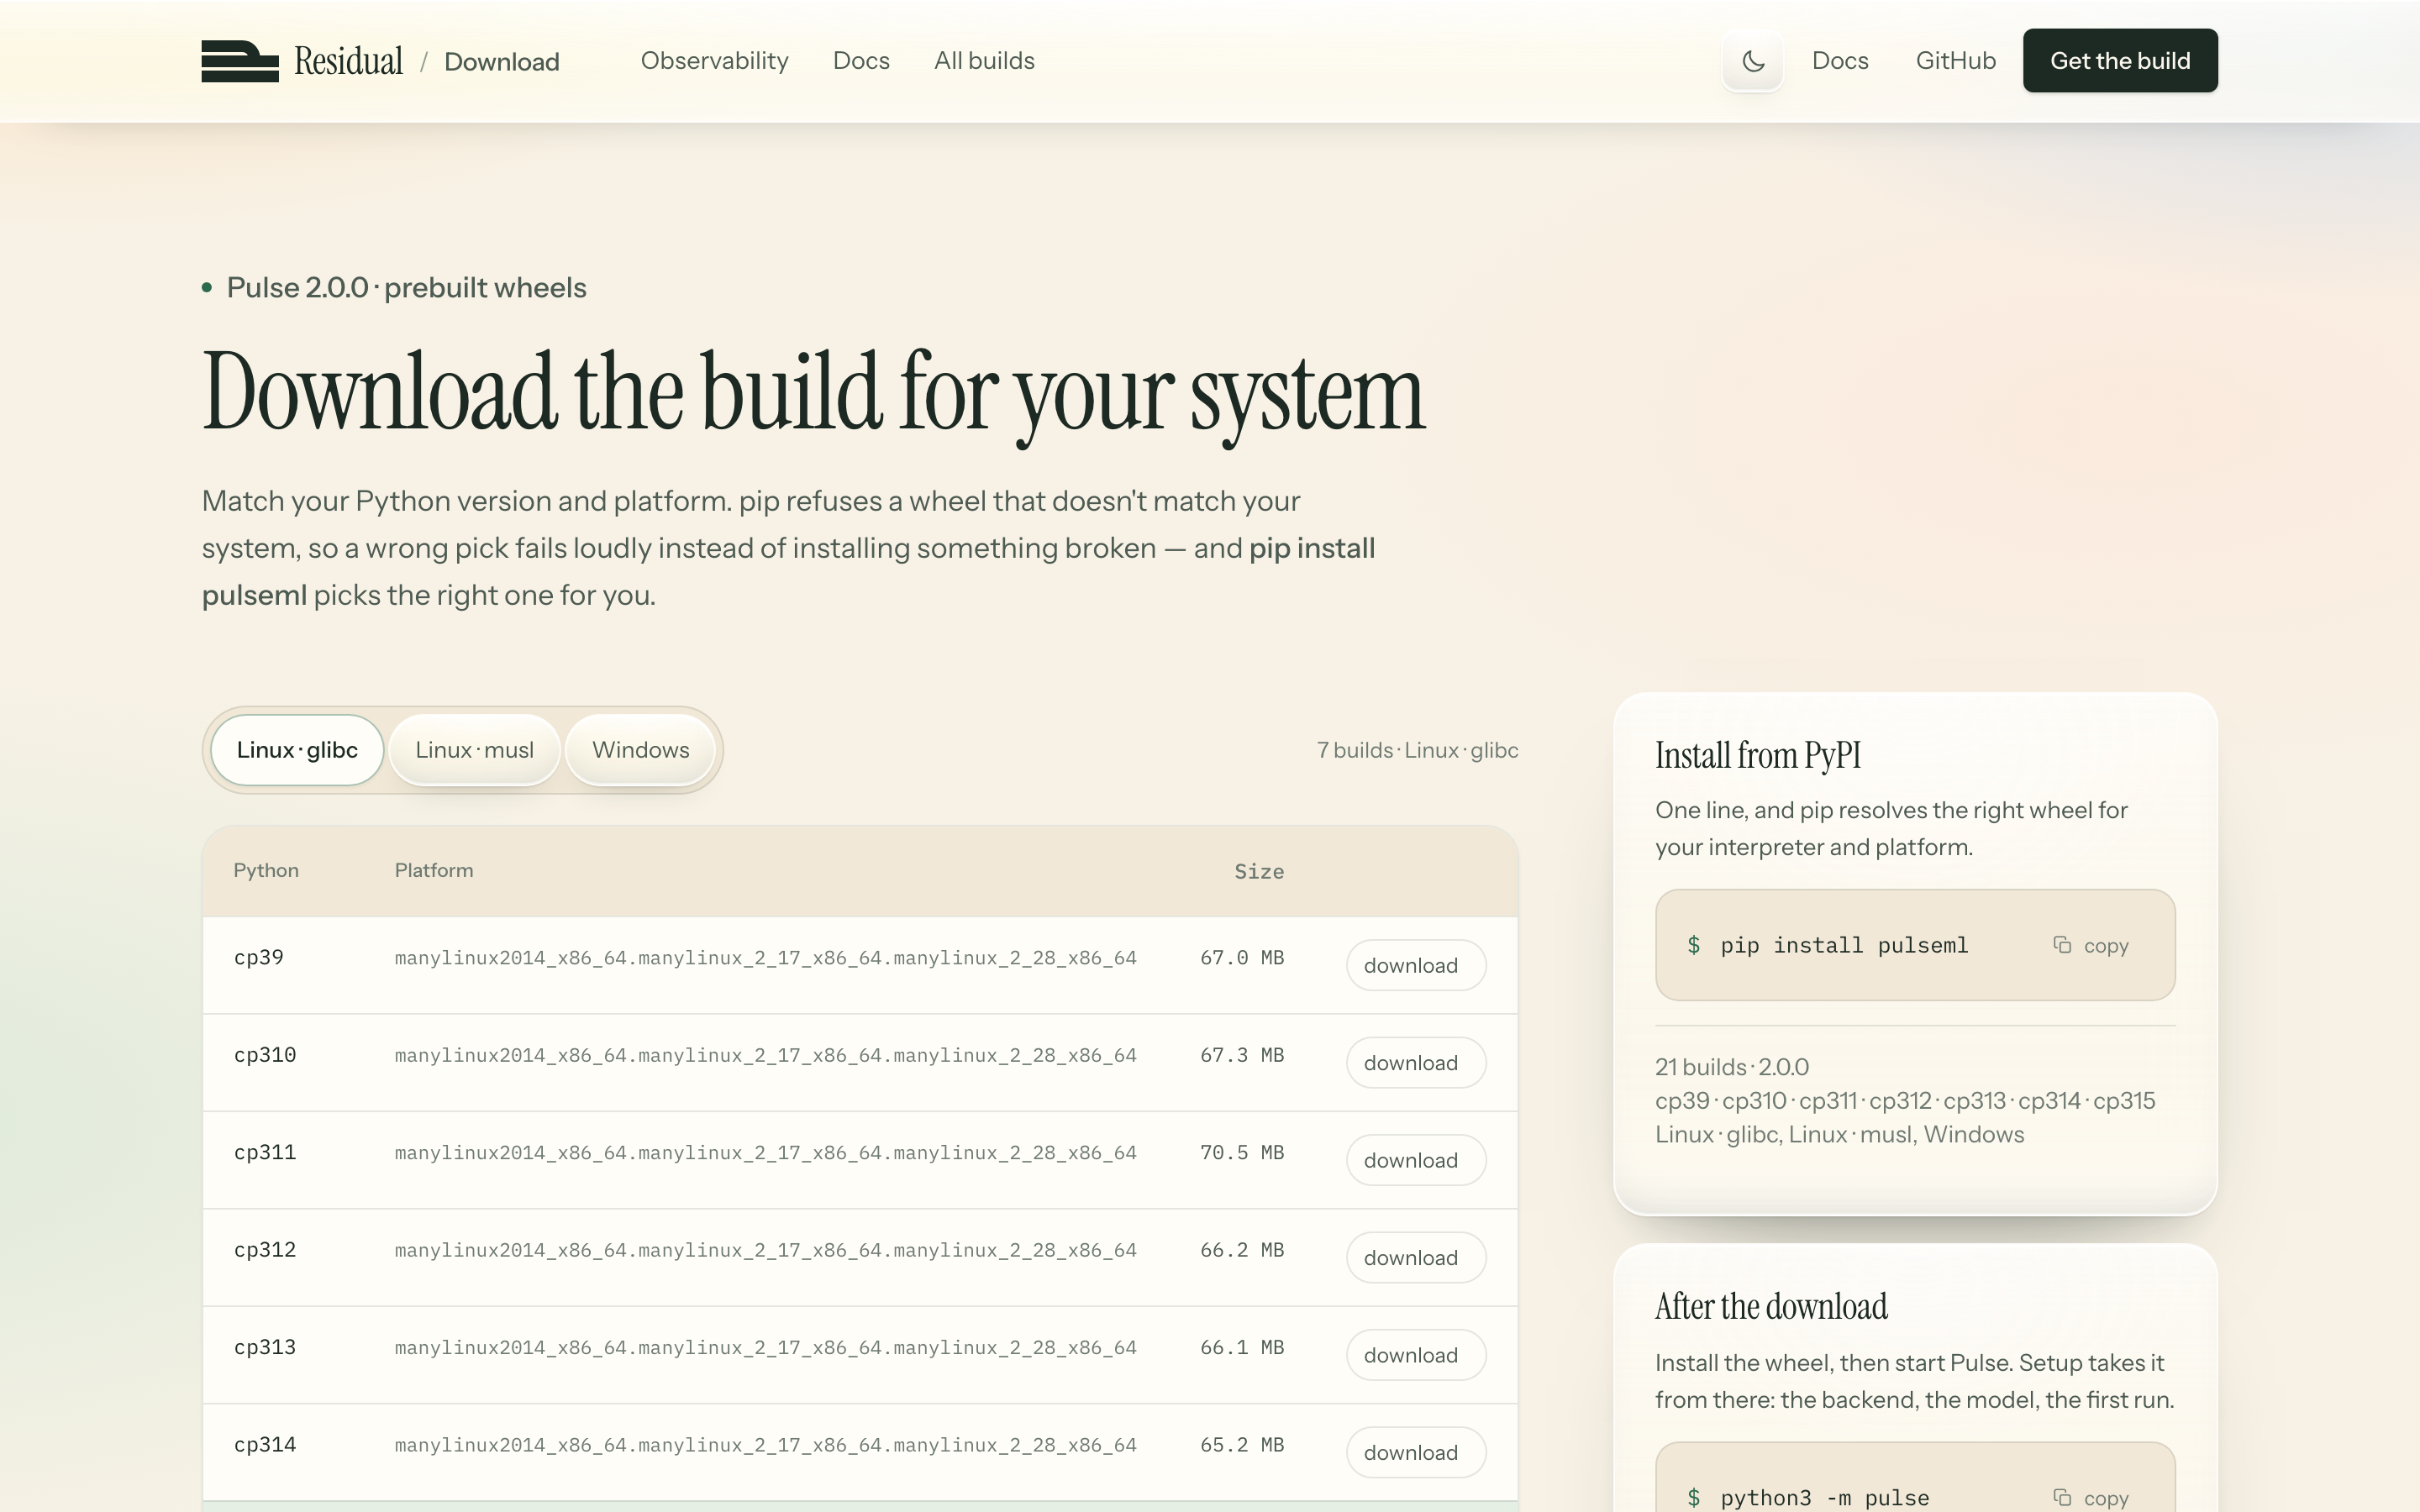 Residual / Download Observability Docs All builds Docs GitHub Get the build
Pulse 2.0.0 · prebuilt wheels
Download the build for your system
Match your Python version and platform. pip refuses a wheel that doesn't match your
system, so a wrong pick fails loudly instead of installing something broken — and pip install
pulseml picks the right one for you.
Linux · glibc Linux · musl Windows 7 builds · Linux · glibc
Python Platform Size
cp39 manylinux2014_x86_64.manylinux_2_17_x86_64.manylinux_2_28_x86_64 67.0 MB download
cp310 manylinux2014_x86_64.manylinux_2_17_x86_64.manylinux_2_28_x86_64 67.3 MB download
cp311 manylinux2014_x86_64.manylinux_2_17_x86_64.manylinux_2_28_x86_64 70.5 MB download
cp312 manylinux2014_x86_64.manylinux_2_17_x86_64.manylinux_2_28_x86_64 66.2 MB download
cp313 manylinux2014_x86_64.manylinux_2_17_x86_64.manylinux_2_28_x86_64 66.1 MB download
cp314 manylinux2014_x86_64.manylinux_2_17_x86_64.manylinux_2_28_x86_64 65.2 MB download
Install from PyPI
One line, and pip resolves the right wheel for
your interpreter and platform.
$ pip install pulseml copy
21 builds · 2.0.0
cp39 · cp310 · cp311 · cp312 · cp313 · cp314 · cp315
Linux · glibc, Linux · musl, Windows
After the download
Install the wheel, then start Pulse. Setup takes it
from there: the backend, the model, the first run.
$ python3 -m pulse copy